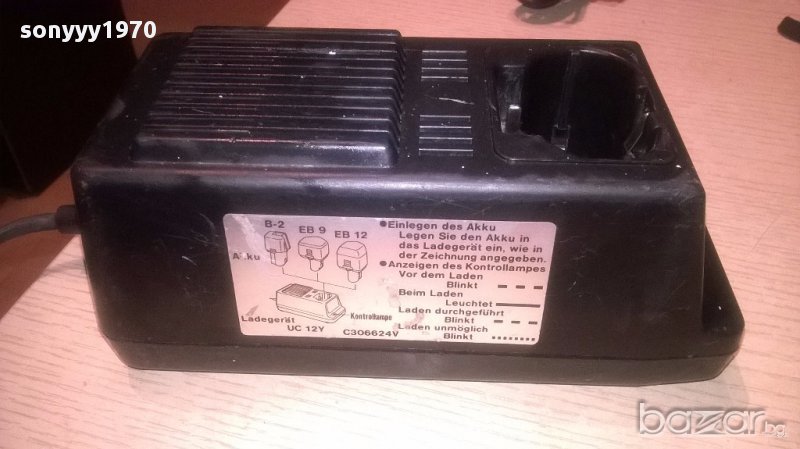 sonyyy1970
B-2
EB 9
EB 12
Akku
Ladegerät
UC 12Y
Kontrollampe
C306624V
●Einlegen des Akku
Legen Sie den Akku in
das Ladegerät ein, wie in
der Zeichnung angegeben.
●Anzeigen des Kontrollampes
Vor dem Laden
Blinkt
Beim Laden
Leuchtet
Laden durchgeführt
Blinkt
Laden unmöglich
Blinkt
bazar.bg